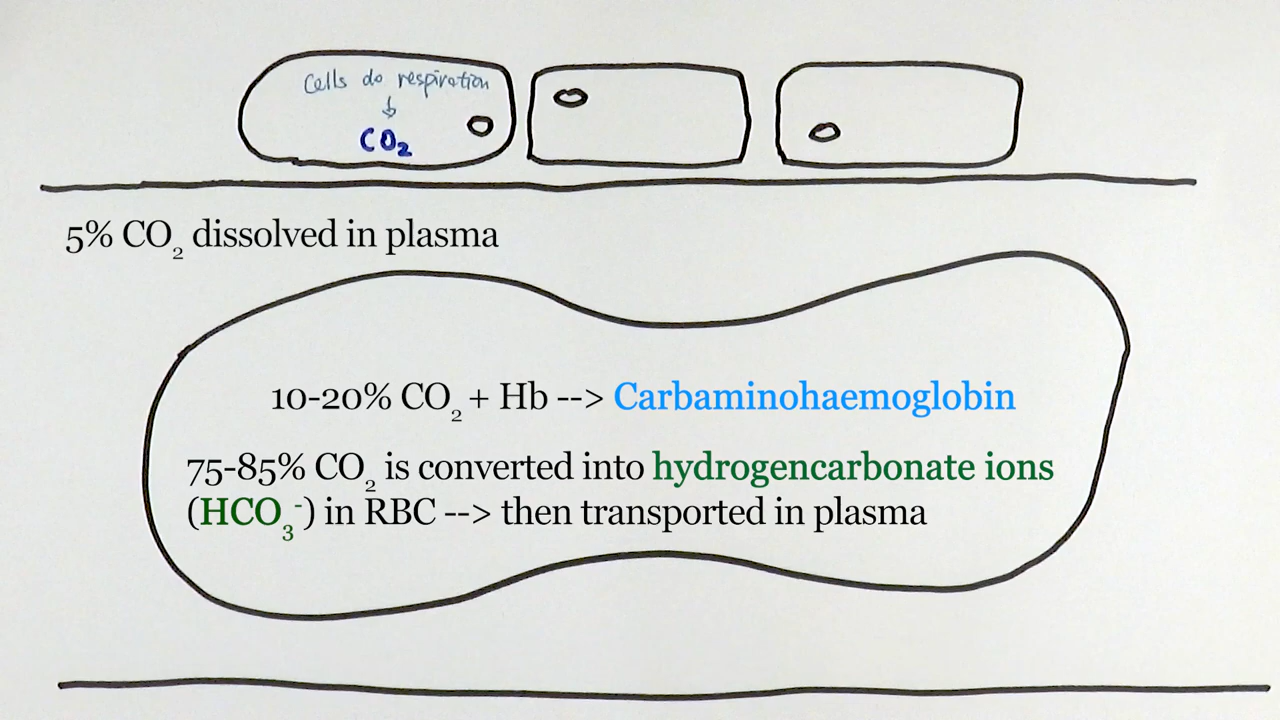 Cells do respiration
↓
CO₂
5% CO₂ dissolved in plasma
10-20% CO₂ + Hb --> Carbaminohaemoglobin
75-85% CO₂ is converted into hydrogencarbonate ions
(HCO₃⁻) in RBC --> then transported in plasma